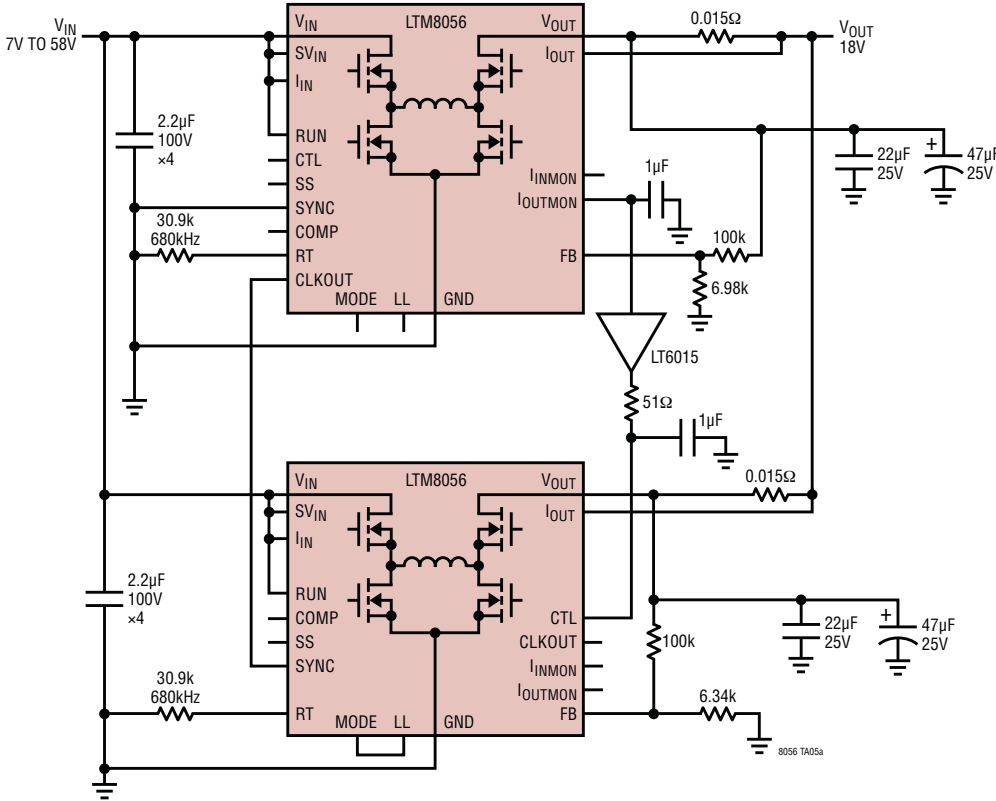 VIN
7V TO 58V
2.2µF
100V
×4
30.9k
680kHz
LTM8056
VIN
SVIN
IIN
RUN
CTL
SS
SYNC
COMP
RT
CLKOUT
MODE
LL
GND
VOUT
IOUT
IINMON
IOUTMON
FB
0.015Ω
VOUT
18V
1µF
22µF
25V
+
47µF
25V
100k
6.98k
LT6015
51Ω
1µF
2.2µF
100V
×4
30.9k
680kHz
LTM8056
VIN
SVIN
IIN
RUN
COMP
SS
SYNC
RT
MODE
LL
GND
VOUT
IOUT
CTL
CLKOUT
IINMON
IOUTMON
FB
0.015Ω
22µF
25V
+
47µF
25V
100k
6.34k
8056 TA05a